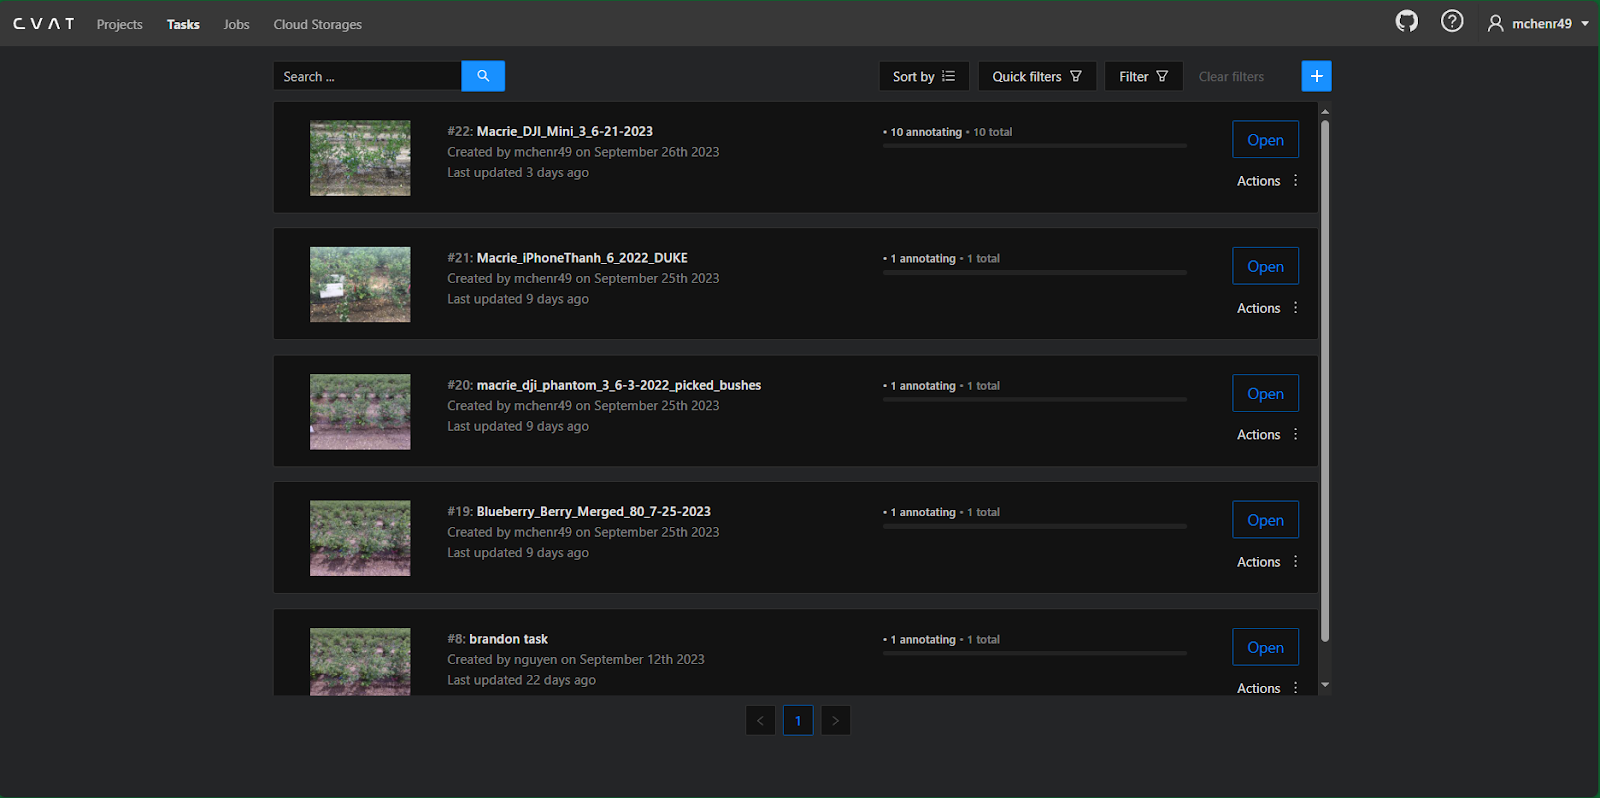 CVAT Projects Tasks Jobs Cloud Storages mchenr49
Search ... Sort by Quick filters Filter Clear filters +
#22: Macrie_DJI_Mini_3_6-21-2023
Created by mchenr49 on September 26th 2023
Last updated 3 days ago
• 10 annotating • 10 total
Open
Actions
#21: Macrie_iPhoneThanh_6_2022_DUKE
Created by mchenr49 on September 25th 2023
Last updated 9 days ago
• 1 annotating • 1 total
Open
Actions
#20: macrie_dji_phantom_3_6-3-2022_picked_bushes
Created by mchenr49 on September 25th 2023
Last updated 9 days ago
• 1 annotating • 1 total
Open
Actions
#19: Blueberry_Berry_Merged_80_7-25-2023
Created by mchenr49 on September 25th 2023
Last updated 9 days ago
• 1 annotating • 1 total
Open
Actions
#8: brandon task
Created by nguyen on September 12th 2023
Last updated 22 days ago
• 1 annotating • 1 total
Open
Actions
< 1 >